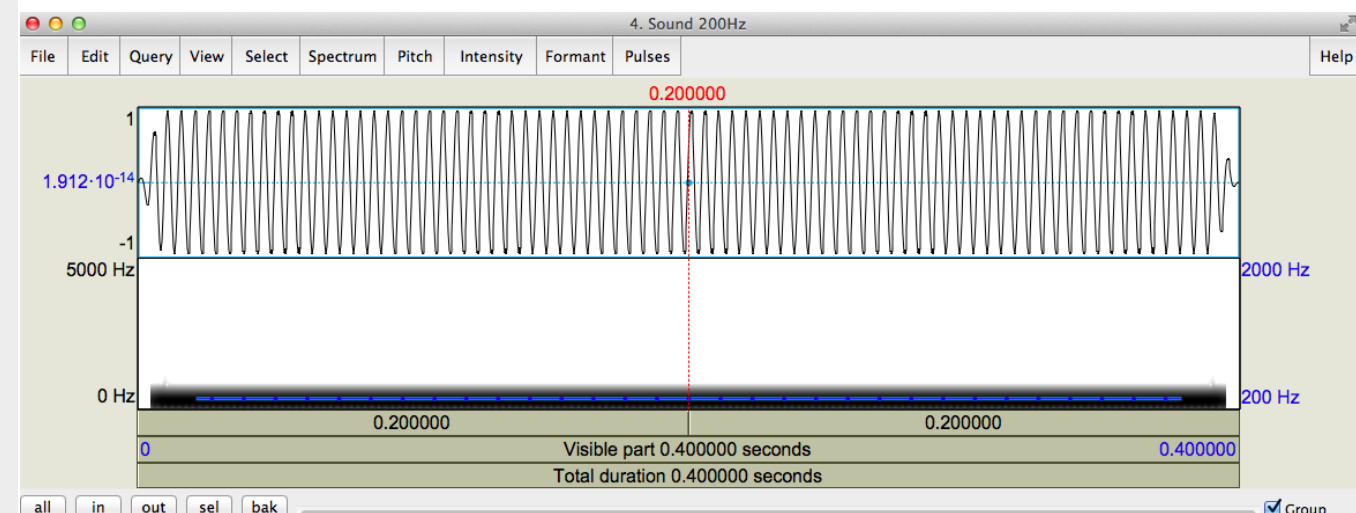 4. Sound 200Hz
File Edit Query View Select Spectrum Pitch Intensity Formant Pulses Help
0.200000
1
1.912·10-14
-1
5000 Hz 2000 Hz
0 Hz 200 Hz
0.200000 0.200000
0 Visible part 0.400000 seconds 0.400000
Total duration 0.400000 seconds
all in out sel bak Group